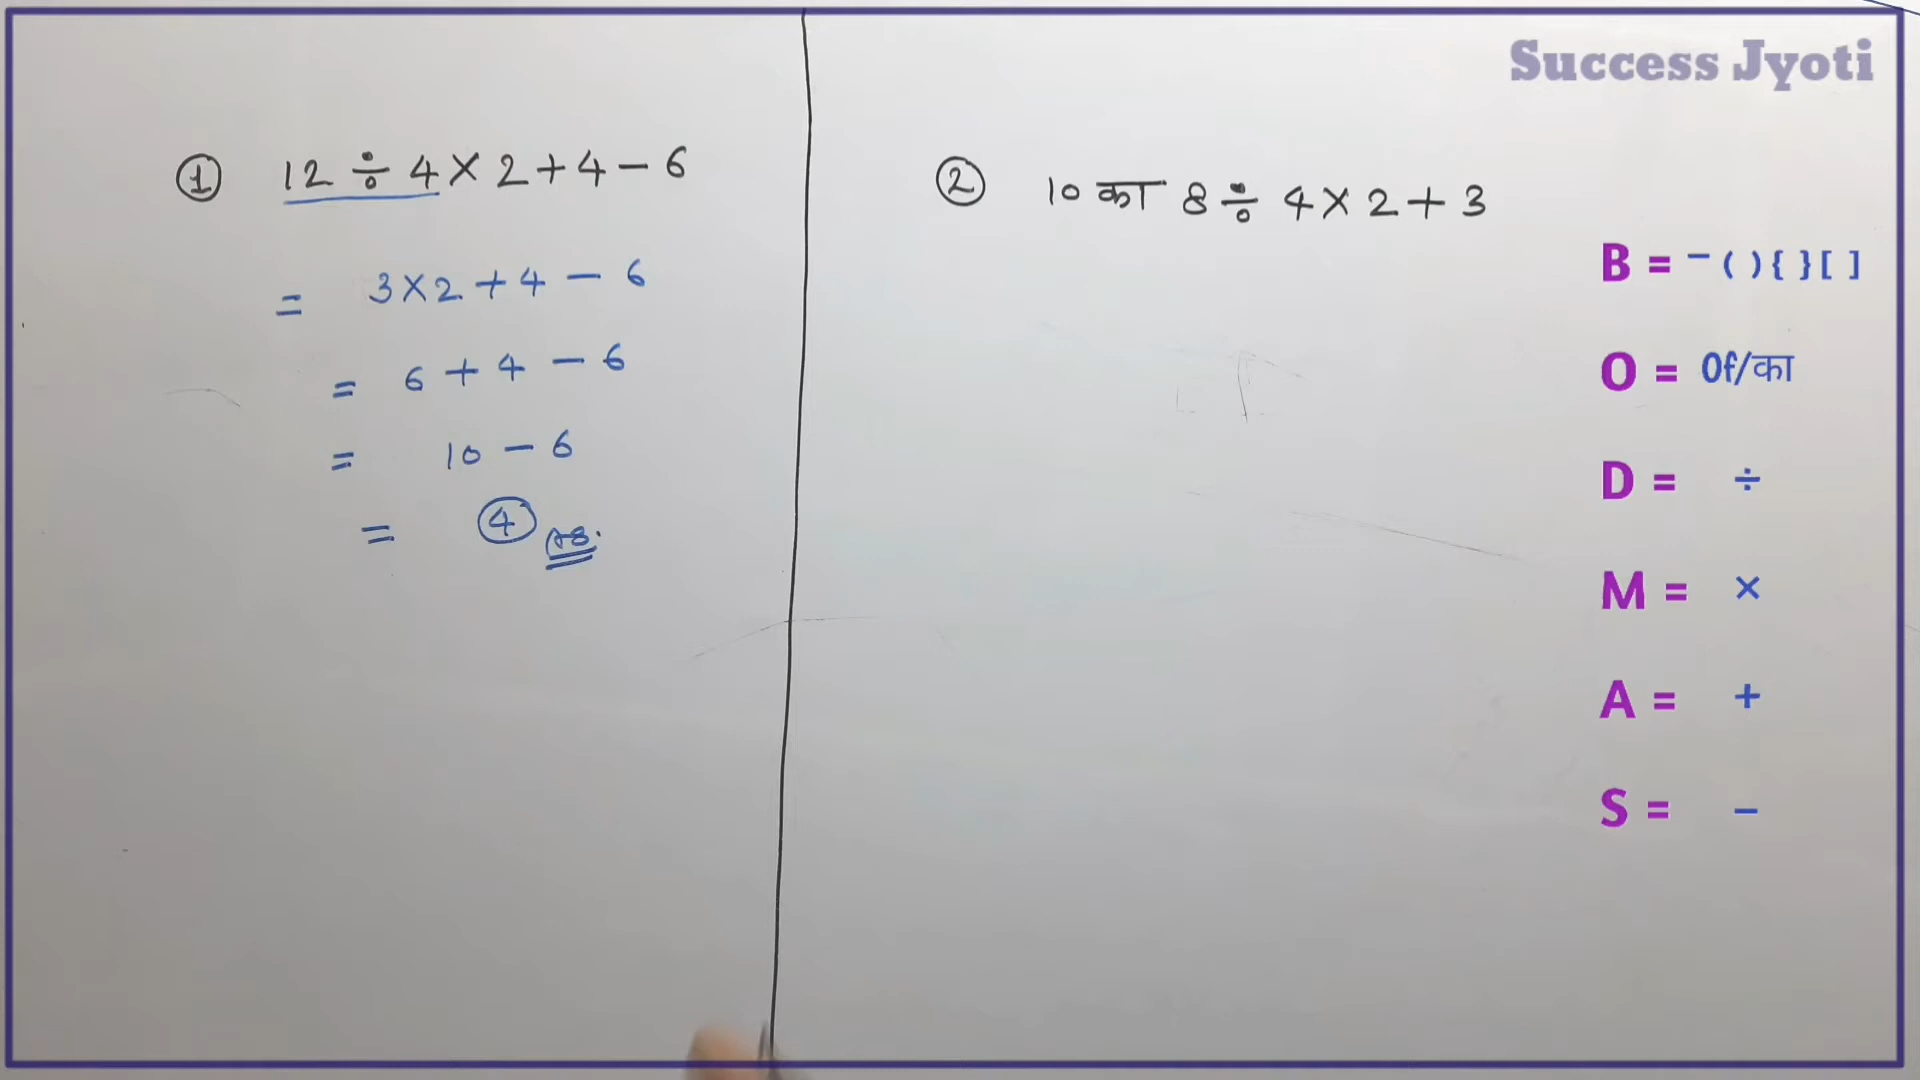 Success Jyoti
① 12 ÷ 4 × 2 + 4 - 6
= 3 × 2 + 4 - 6
= 6 + 4 - 6
= 10 - 6
= 4
② 10 का 8 ÷ 4 × 2 + 3
B = ‾ ( ) { } [ ]
O = Of/का
D = ÷
M = ×
A = +
S = −